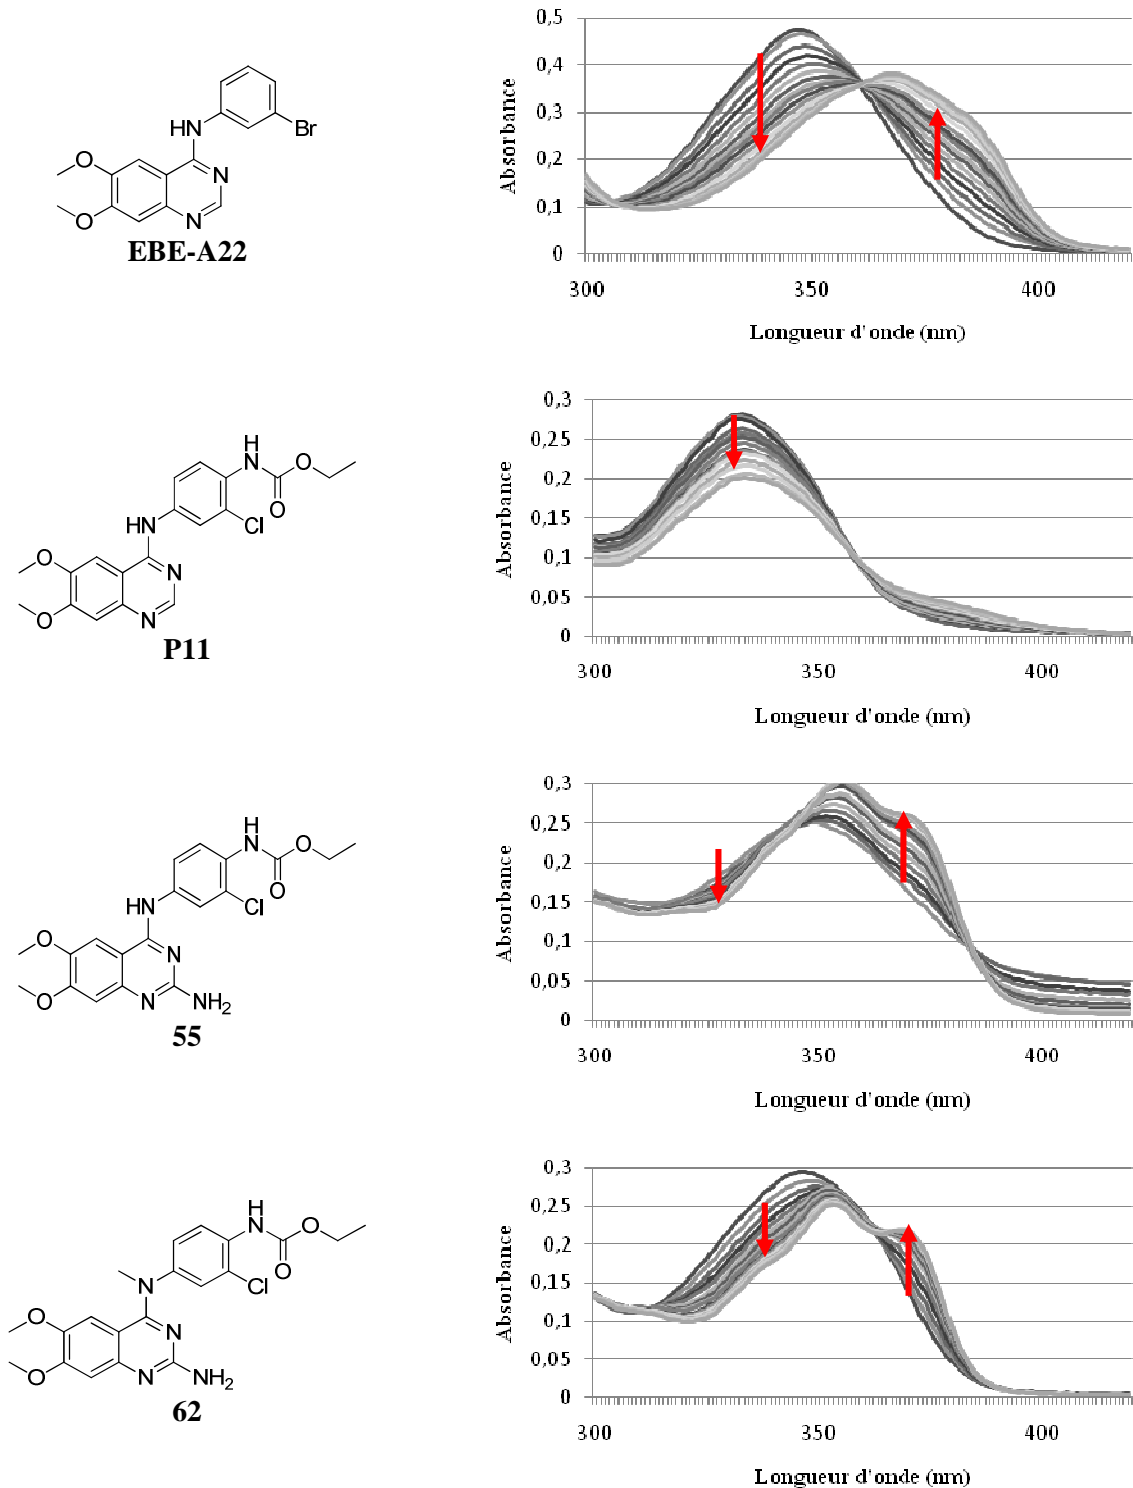 HN
Br
O
O
N
N
EBE-A22
Absorbance
0,5
0,4
0,3
0,2
0,1
0
300 350 400
Longueur d'onde (nm)
H
N
O
O
HN
Cl
O
O
N
N
P11
Absorbance
0,3
0,25
0,2
0,15
0,1
0,05
0
300 350 400
Longueur d'onde (nm)
H
N
O
O
HN
Cl
O
O
N
N
NH2
55
Absorbance
0,3
0,25
0,2
0,15
0,1
0,05
0
300 350 400
Longueur d'onde (nm)
H
N
O
O
N
Cl
O
O
N
N
NH2
62
Absorbance
0,3
0,25
0,2
0,15
0,1
0,05
0
300 350 400
Longueur d'onde (nm)